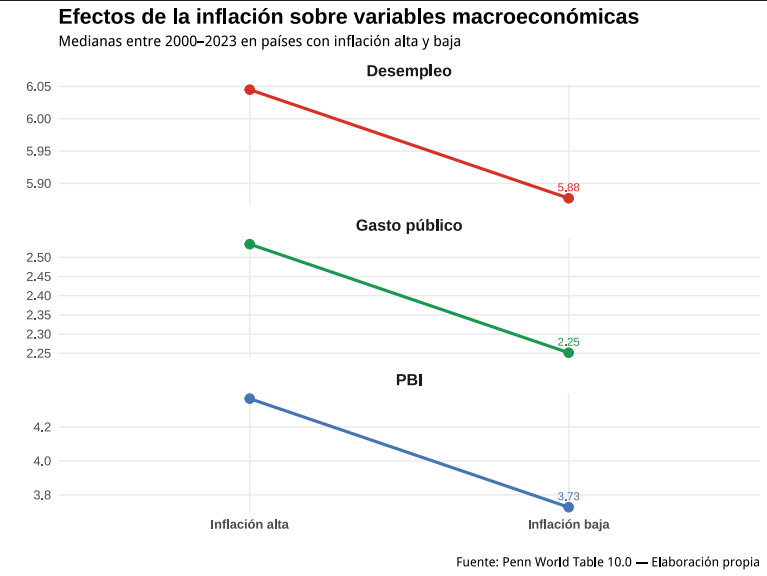 Efectos de la inflación sobre variables macroeconómicas
Medianas entre 2000–2023 en países con inflación alta y baja
Desempleo
6.05
6.00
5.95
5.90
5.88
Gasto público
2.50
2.45
2.40
2.35
2.30
2.25
2.25
PBI
4.2
4.0
3.8
3.73
Inflación alta
Inflación baja
Fuente: Penn World Table 10.0 — Elaboración propia